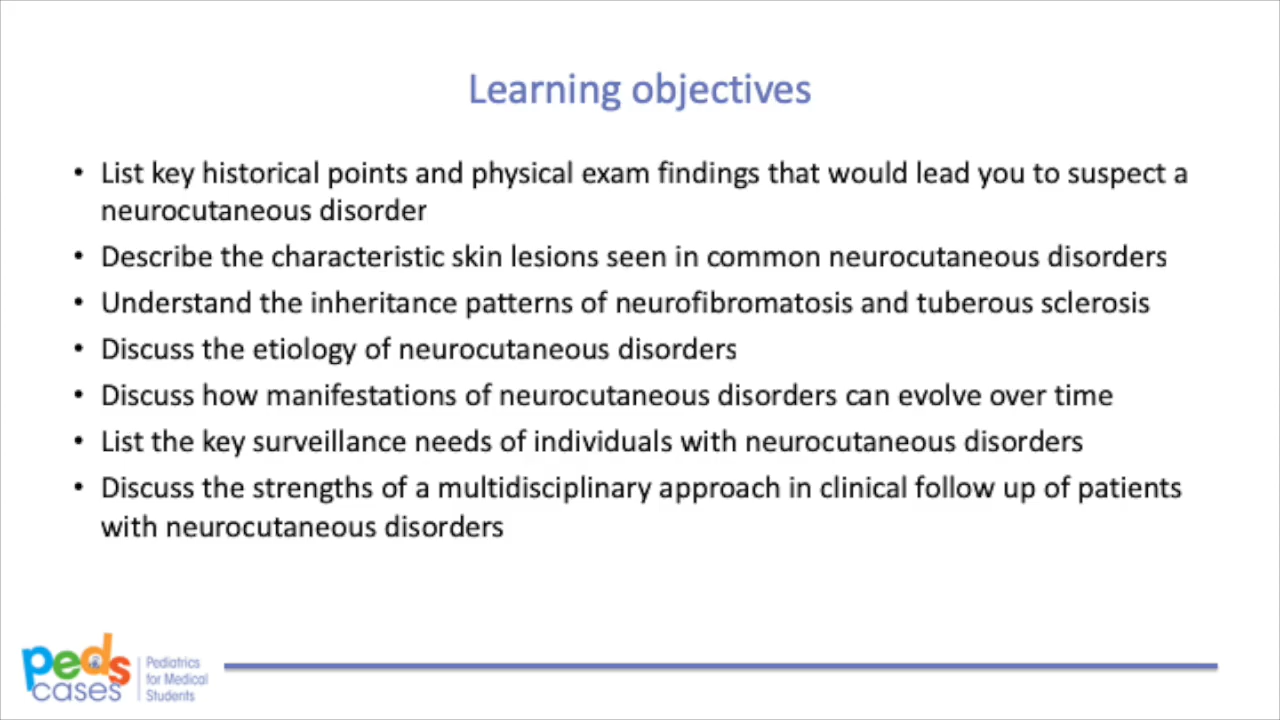 Learning objectives
• List key historical points and physical exam findings that would lead you to suspect a
neurocutaneous disorder
• Describe the characteristic skin lesions seen in common neurocutaneous disorders
• Understand the inheritance patterns of neurofibromatosis and tuberous sclerosis
• Discuss the etiology of neurocutaneous disorders
• Discuss how manifestations of neurocutaneous disorders can evolve over time
• List the key surveillance needs of individuals with neurocutaneous disorders
• Discuss the strengths of a multidisciplinary approach in clinical follow up of patients
with neurocutaneous disorders
peds
cases
Pediatrics
for Medical
Students